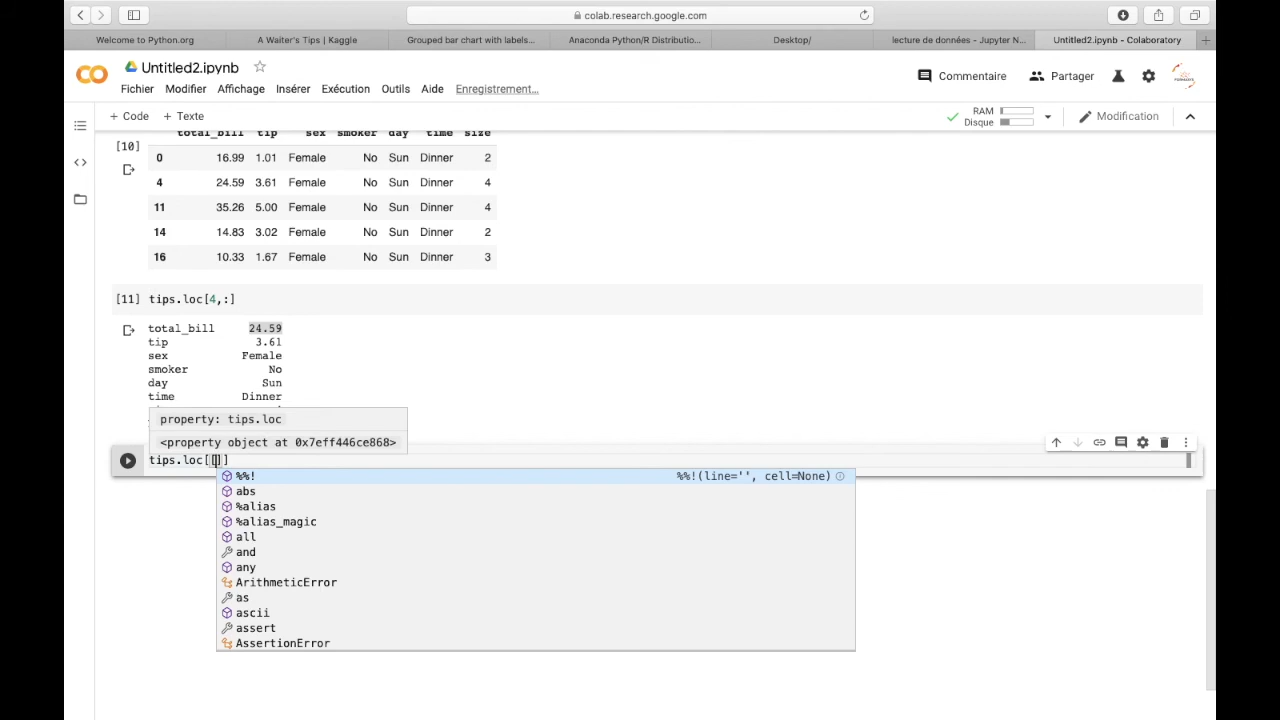 colab.research.google.com
Welcome to Python.org
A Waiter's Tips | Kaggle
Grouped bar chart with labels...
Anaconda Python/R Distributio...
Desktop/
lecture de données - Jupyter N...
Untitled2.ipynb - Colaboratory
Untitled2.ipynb
Commentaire
Partager
Fichier Modifier Affichage Insérer Exécution Outils Aide Enregistrement...
+ Code + Texte
RAM
Disque
Modification
total_bill tip sex smoker day time size
[10]
0 16.99 1.01 Female No Sun Dinner 2
4 24.59 3.61 Female No Sun Dinner 4
11 35.26 5.00 Female No Sun Dinner 4
14 14.83 3.02 Female No Sun Dinner 2
16 10.33 1.67 Female No Sun Dinner 3
[11] tips.loc[4,:]
total_bill 24.59
tip 3.61
sex Female
smoker No
day Sun
time Dinner
property: tips.loc
<property object at 0x7eff446ce868>
tips.loc[[]]
%%! %%!(line='', cell=None)
abs
%alias
%alias_magic
all
and
any
ArithmeticError
as
ascii
assert
AssertionError